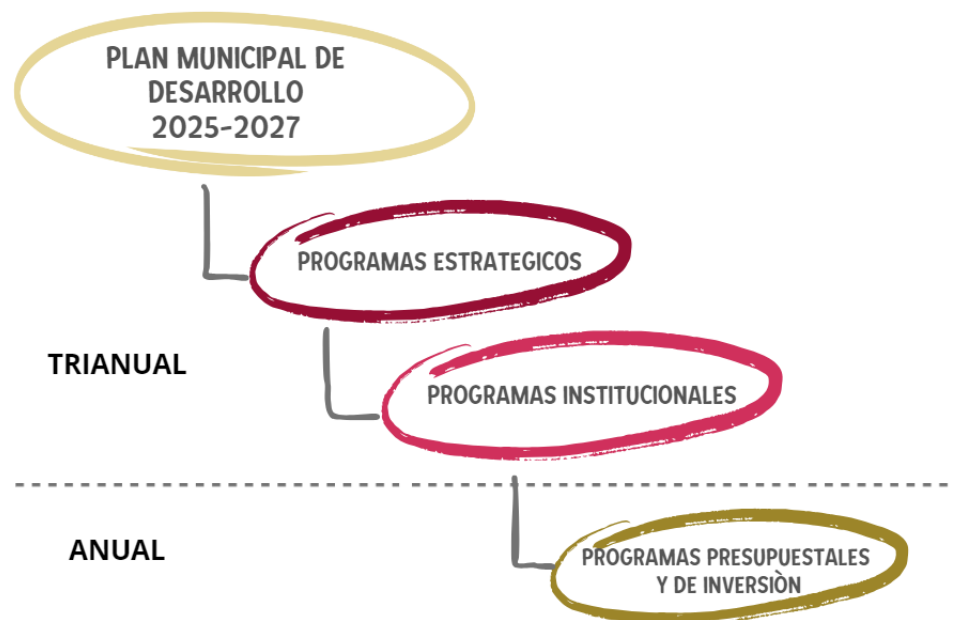 PLAN MUNICIPAL DE
DESARROLLO
2025-2027
PROGRAMAS ESTRATEGICOS
TRIANUAL
PROGRAMAS INSTITUCIONALES
ANUAL
PROGRAMAS PRESUPUESTALES
Y DE INVERSIÒN